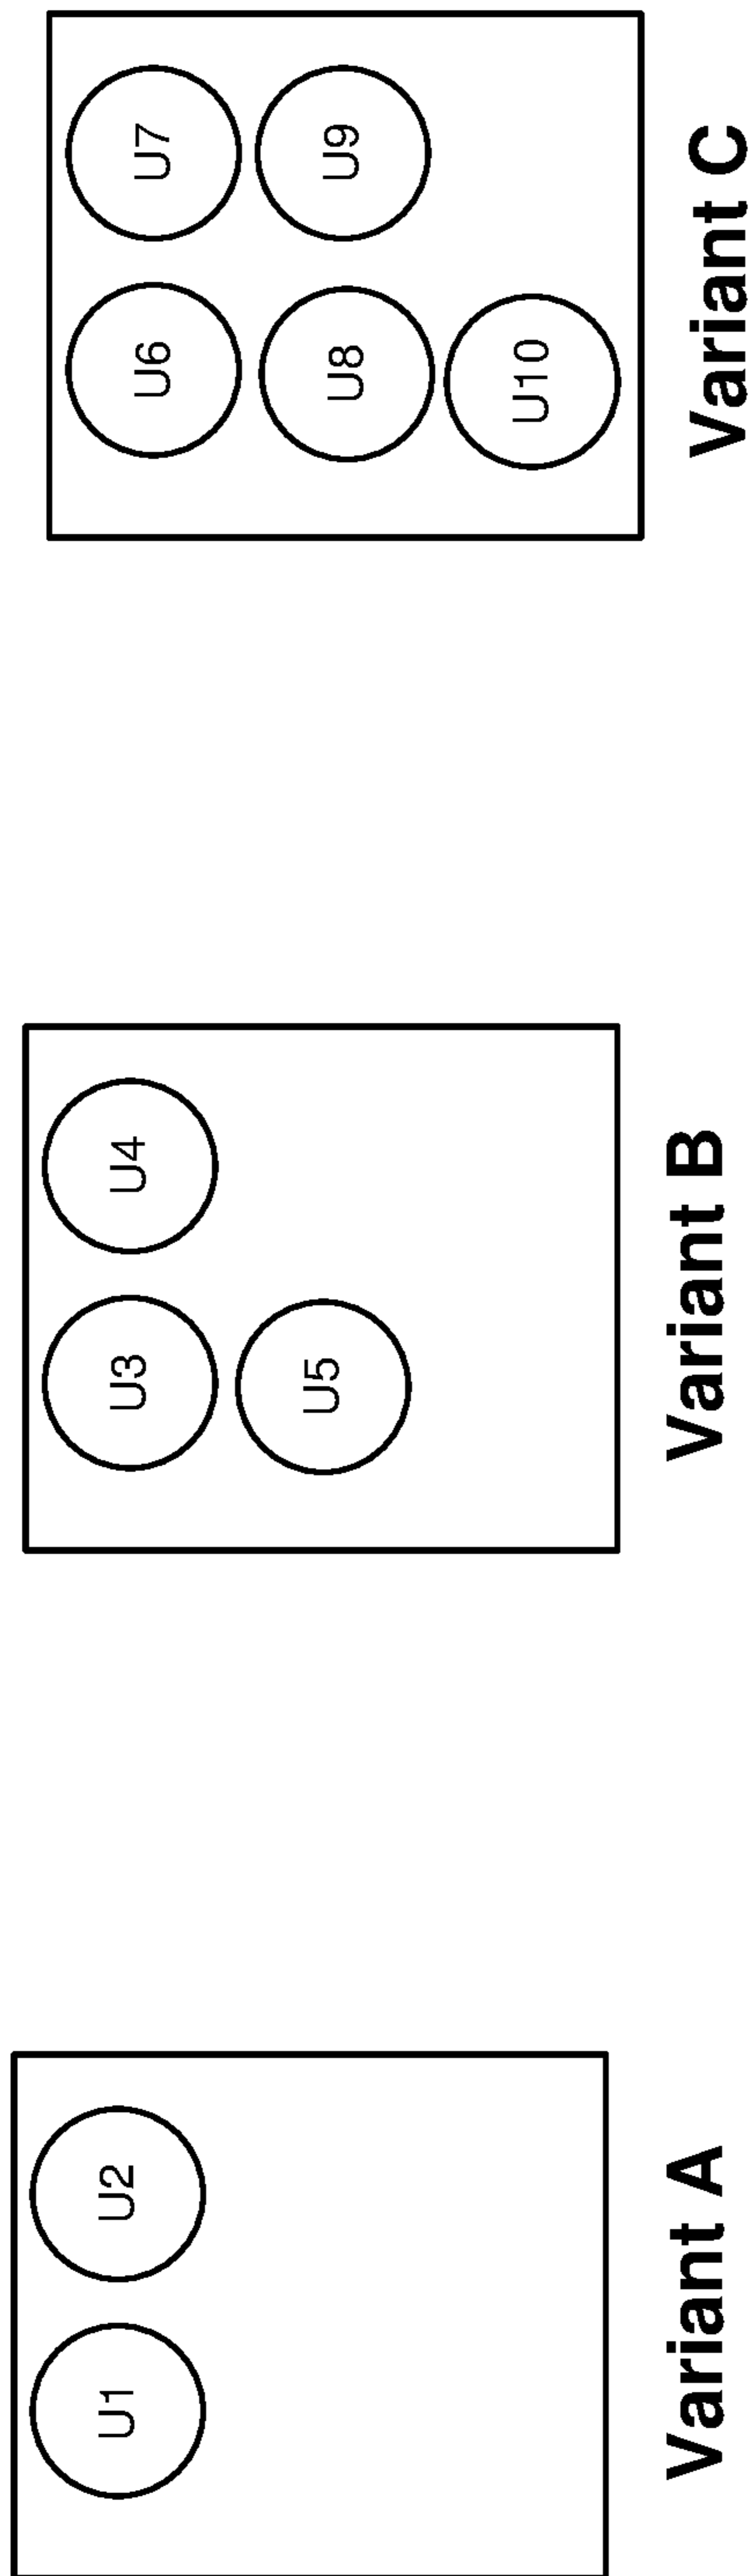 U1 U2
Variant A
U3 U4
U5
Variant B
U6 U7
U8 U9
U10
Variant C